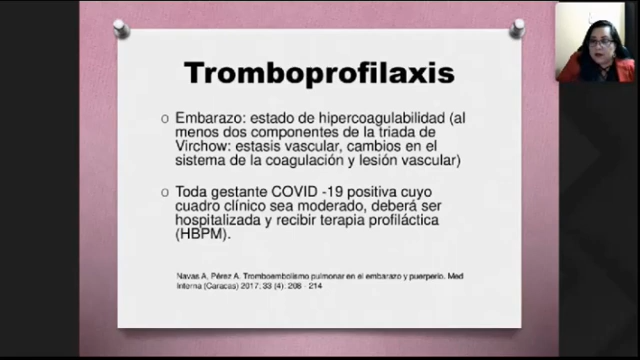 Tromboprofilaxis
Embarazo: estado de hipercoagulabilidad (al
menos dos componentes de la triada de
Virchow: estasis vascular, cambios en el
sistema de la coagulación y lesión vascular)
Toda gestante COVID -19 positiva cuyo
cuadro clínico sea moderado, deberá ser
hospitalizada y recibir terapia profiláctica
(HBPM).
Navas A, Pérez A. Tromboembolismo pulmonar en el embarazo y puerperio. Med
Interna (Caracas) 2017; 33 (4): 208 - 214